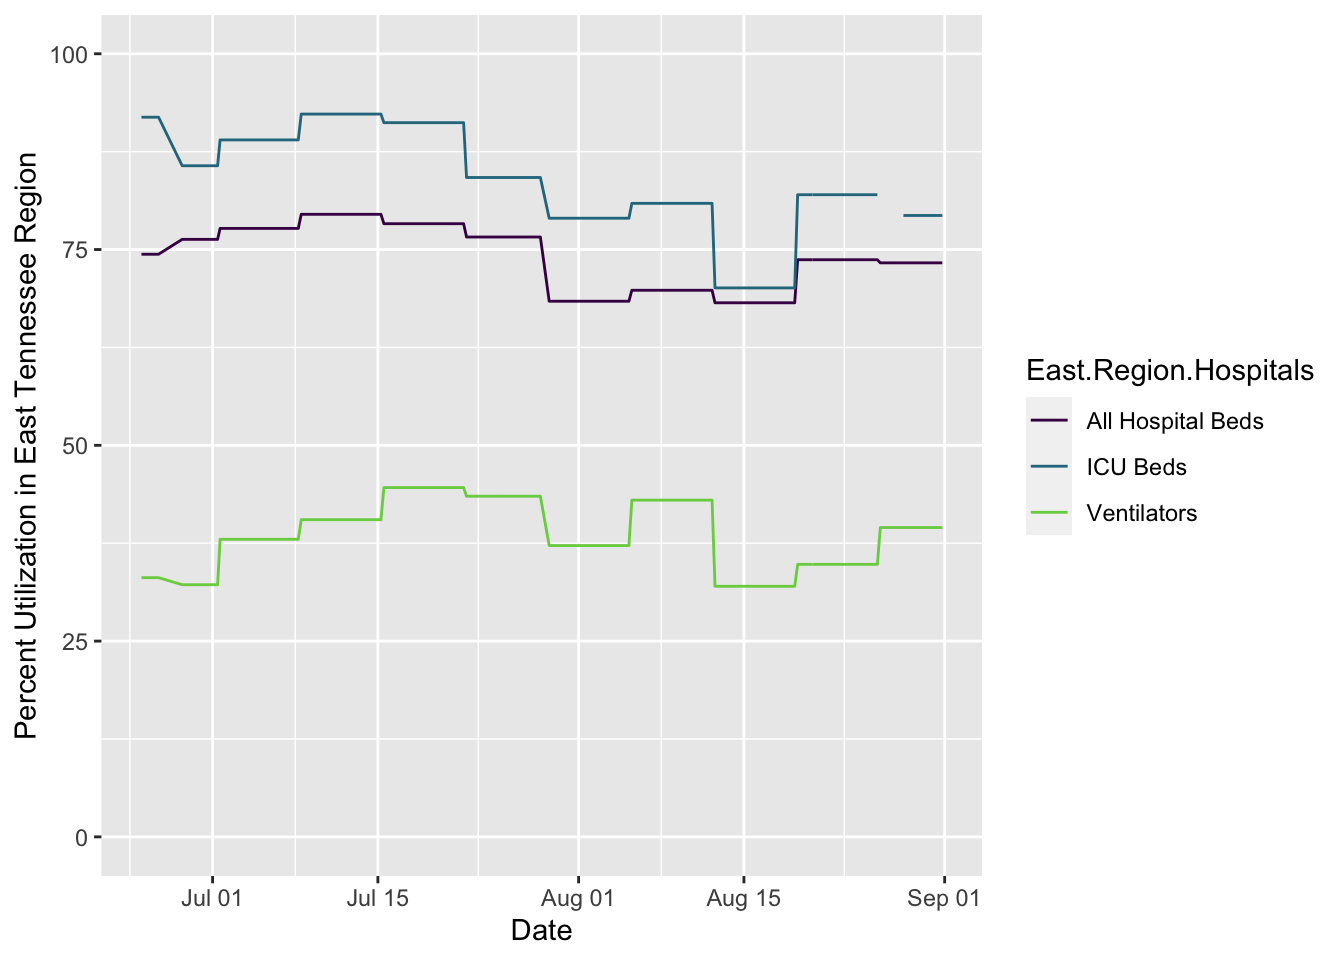 Percent Utilization in East Tennessee Region
100
75
50
25
0
Jul 01
Jul 15
Aug 01
Aug 15
Sep 01
Date
East.Region.Hospitals
All Hospital Beds
ICU Beds
Ventilators